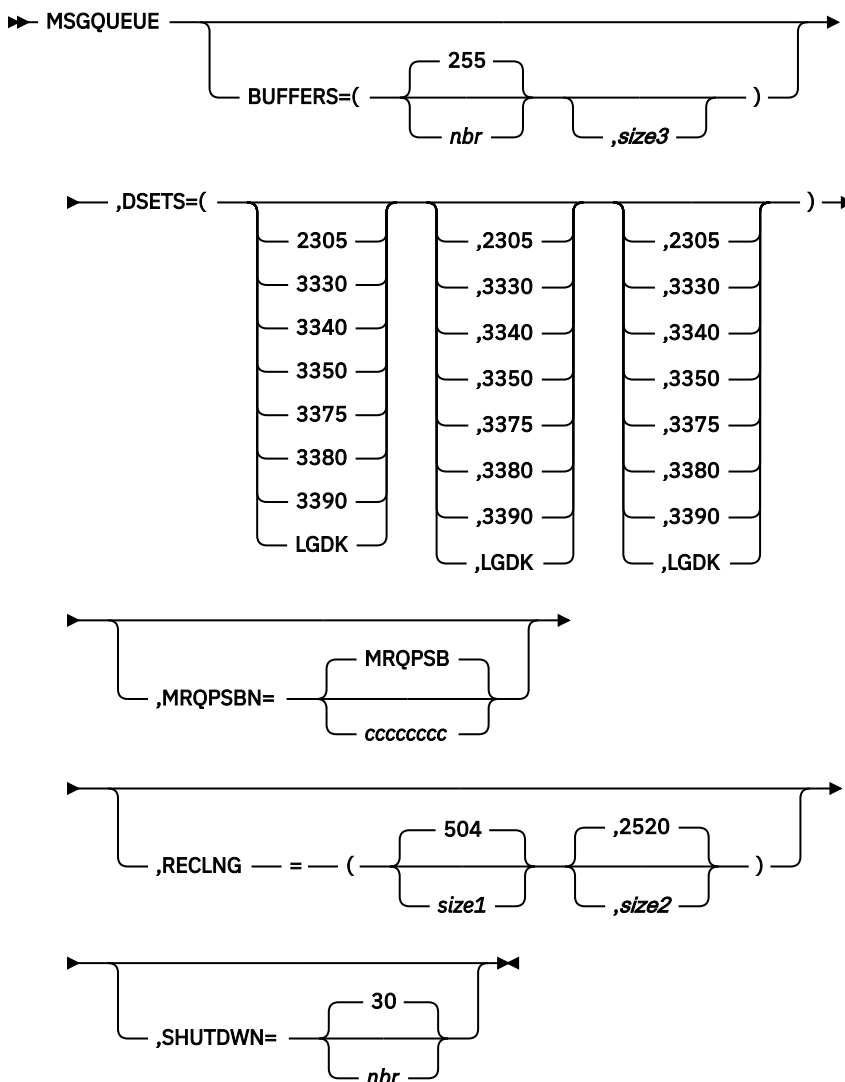 MSGQUEUE
255
BUFFERS=( )
nbr ,size3
,DSETS=( )
2305 ,2305 ,2305
3330 ,3330 ,3330
3340 ,3340 ,3340
3350 ,3350 ,3350
3375 ,3375 ,3375
3380 ,3380 ,3380
3390 ,3390 ,3390
LGDK ,LGDK ,LGDK
MRQPSB
,MRQPSBN=
cccccccc
504 ,2520
,RECLNG = ( )
size1 ,size2
30
,SHUTDWN=
nbr